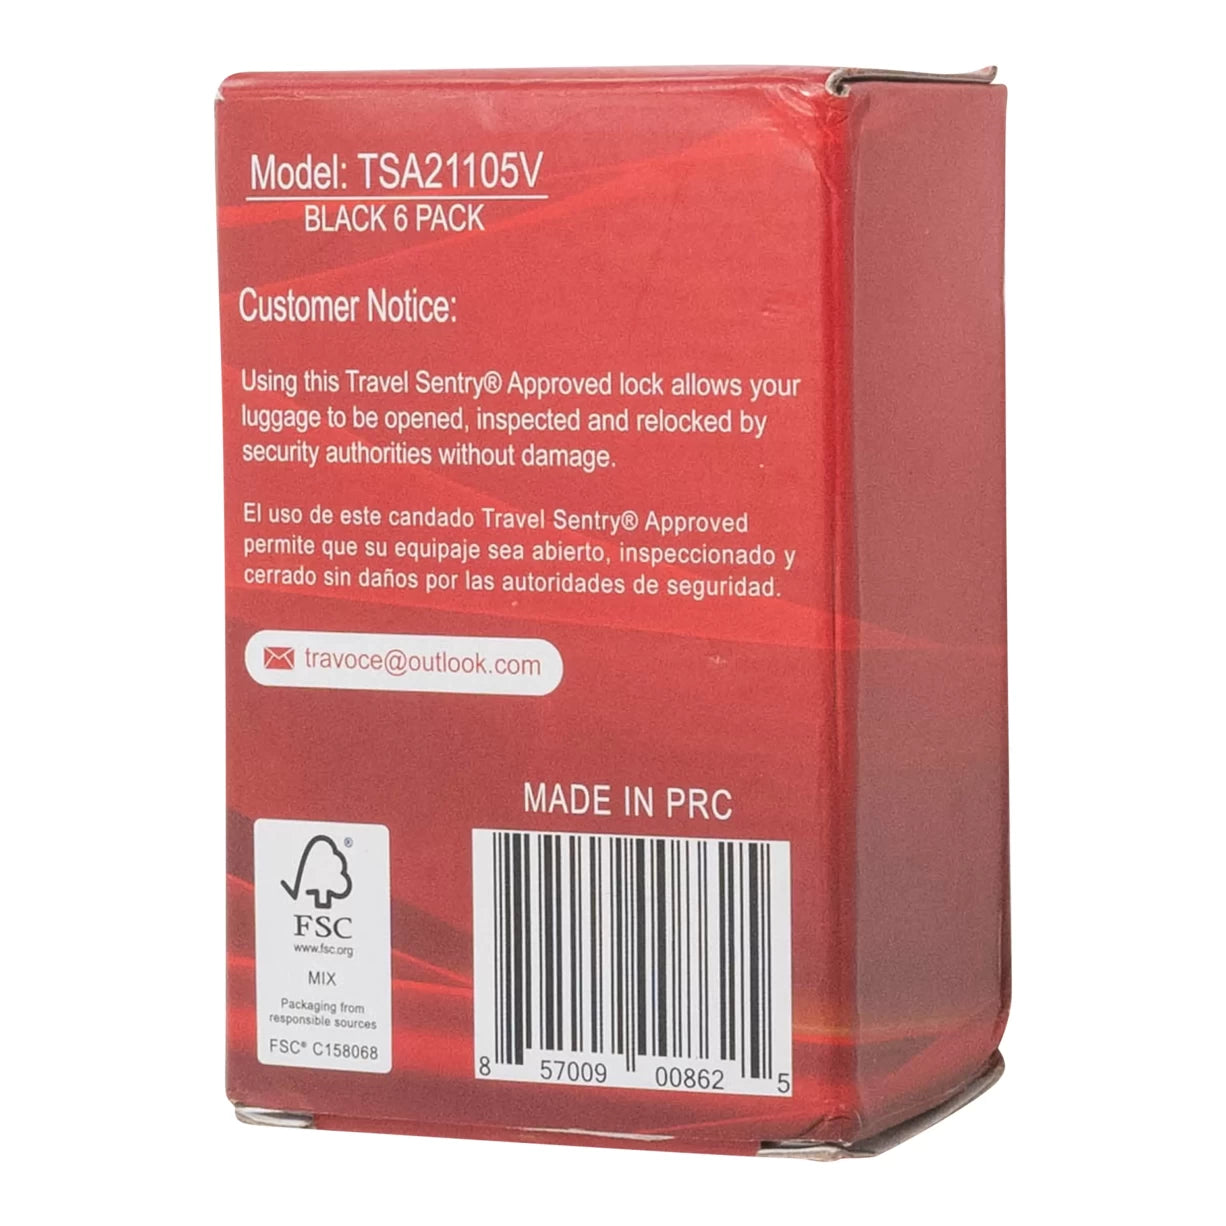 Model: TSA21105V
BLACK 6 PACK
Customer Notice:
Using this Travel Sentry® Approved lock allows your
luggage to be opened, inspected and relocked by
security authorities without damage.
El uso de este candado Travel Sentry® Approved
permite que su equipaje sea abierto, inspeccionado y
cerrado sin daños por las autoridades de seguridad.
travoce@outlook.com
MADE IN PRC
®
FSC
www.fsc.org
MIX
Packaging from
responsible sources
FSC® C158068
8 57009 00862 5